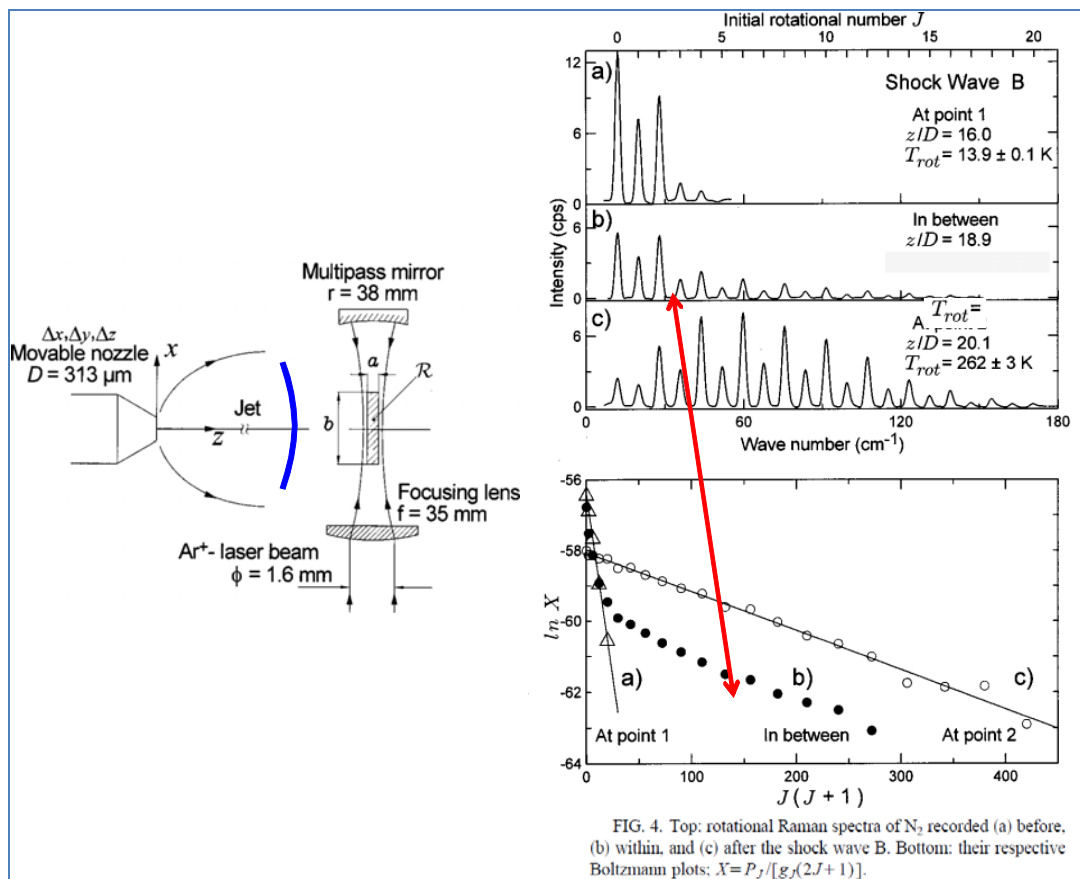 Multipass mirror
r = 38 mm
Δx,Δy,Δz
Movable nozzle
D = 313 µm
x
a
ℛ
b
Jet
z
Focusing lens
f = 35 mm
Ar⁺- laser beam
ϕ = 1.6 mm
Initial rotational number J
0 5 10 15 20
a)
Shock Wave B
At point 1
z/D = 16.0
T_rot = 13.9 ± 0.1 K
12
6
0
b)
In between
z/D = 18.9
6
0
Intensity (cps)
c)
T_rot =
z/D = 20.1
T_rot = 262 ± 3 K
6
0
0 60 120 180
Wave number (cm⁻¹)
-56
-58
-60
-62
-64
ln X
a)
b)
c)
At point 1
In between
At point 2
0 100 200 300 400
J(J+1)
FIG. 4. Top: rotational Raman spectra of N₂ recorded (a) before,
(b) within, and (c) after the shock wave B. Bottom: their respective
Boltzmann plots; X=P_J/[g_J(2J+1)].